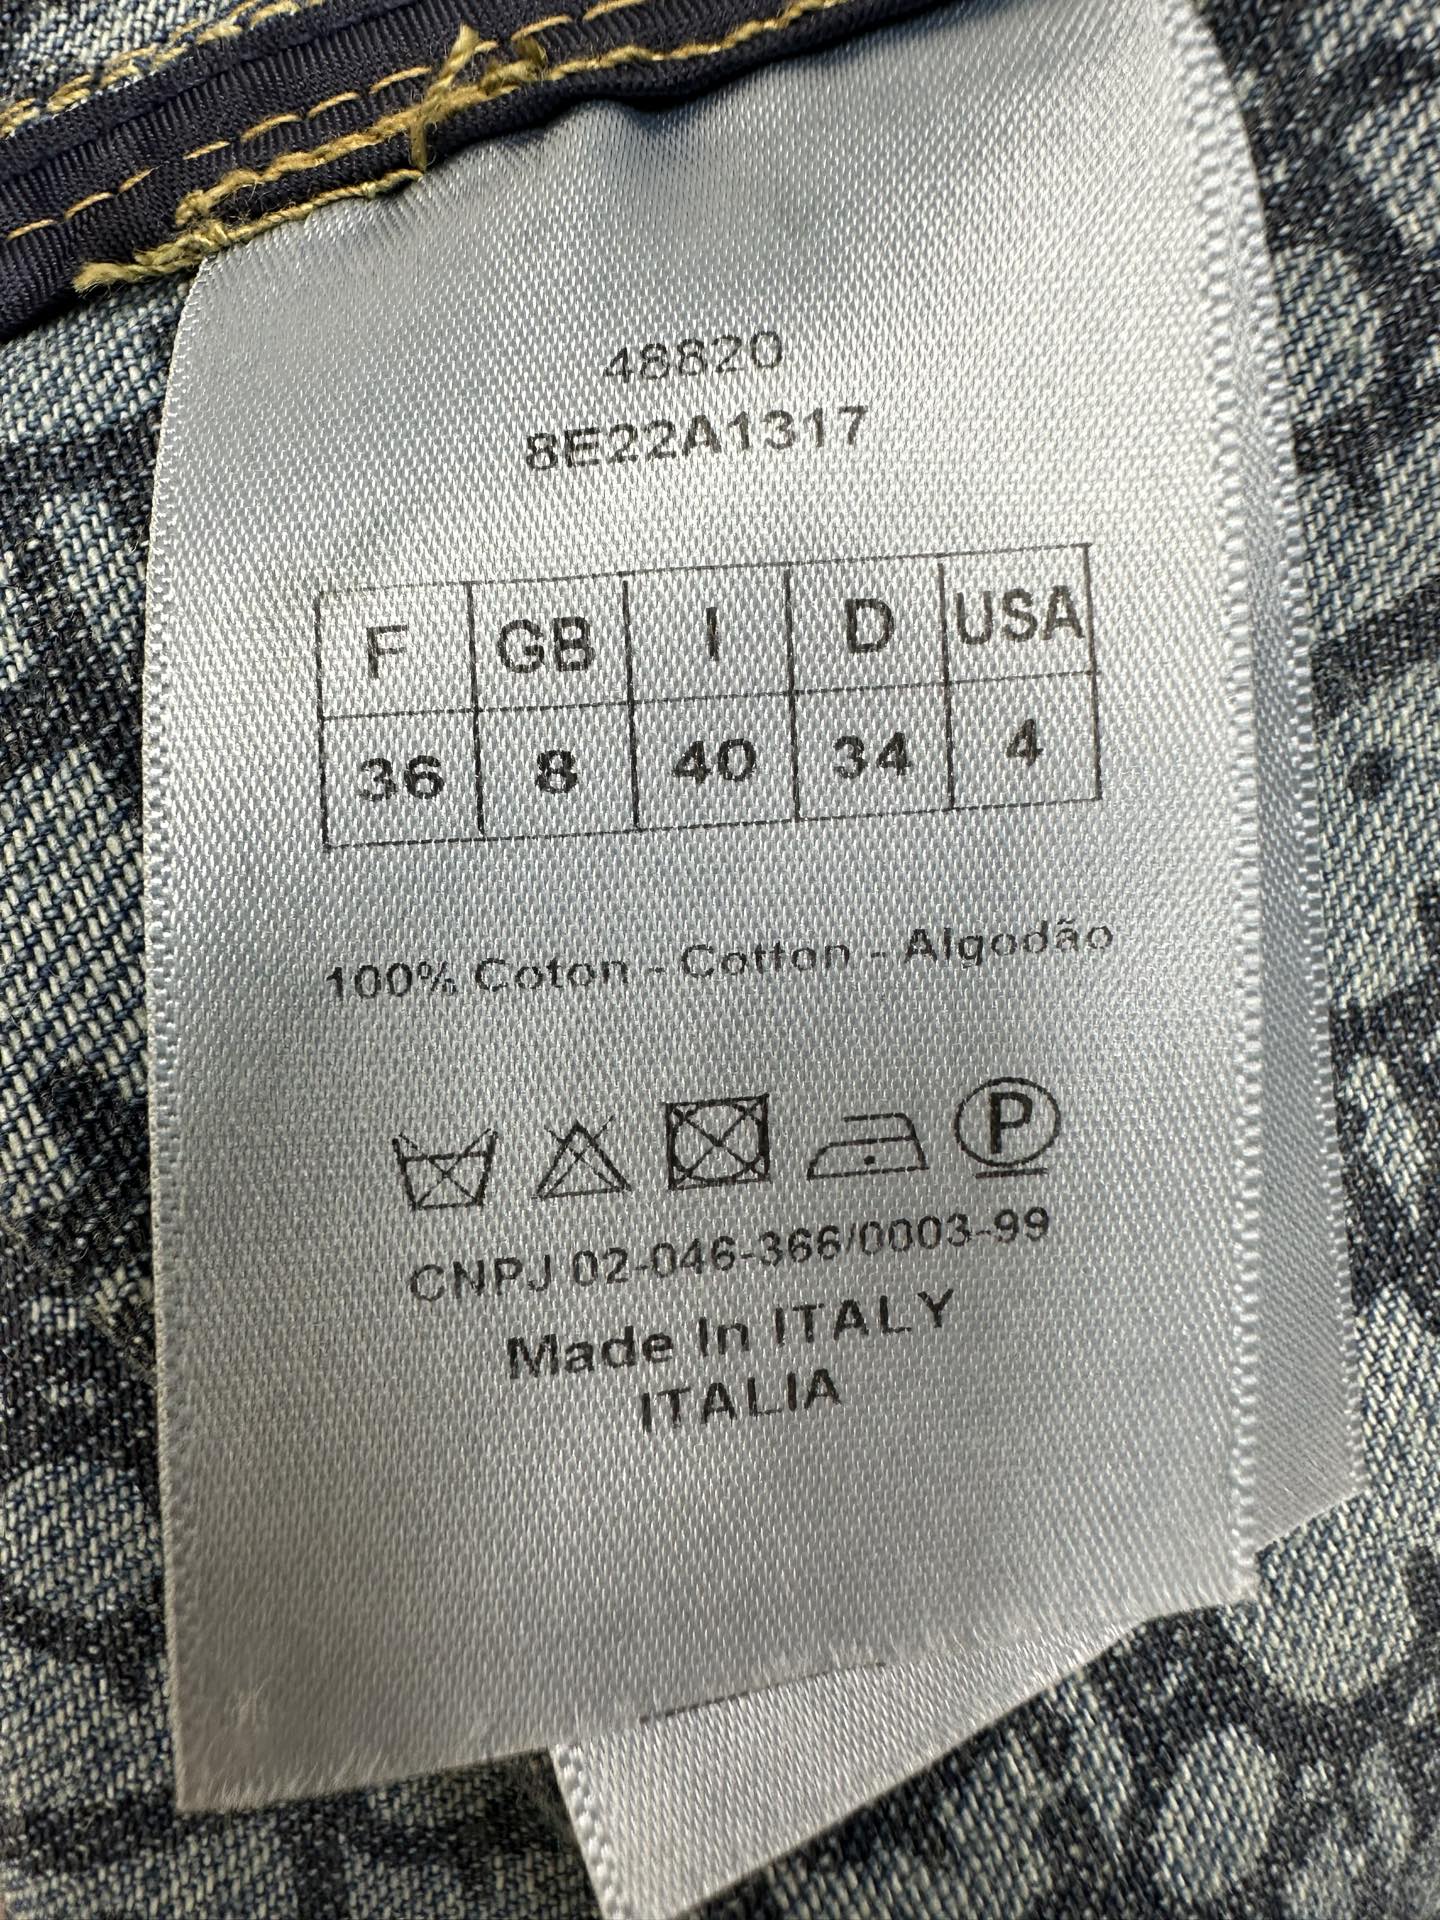 48820
8E22A1317
F GB I D USA
36 8 40 34 4
100% Coton - Cotton - Algodão
P
CNPJ 02-046-366/0003-99
Made In ITALY
ITALIA